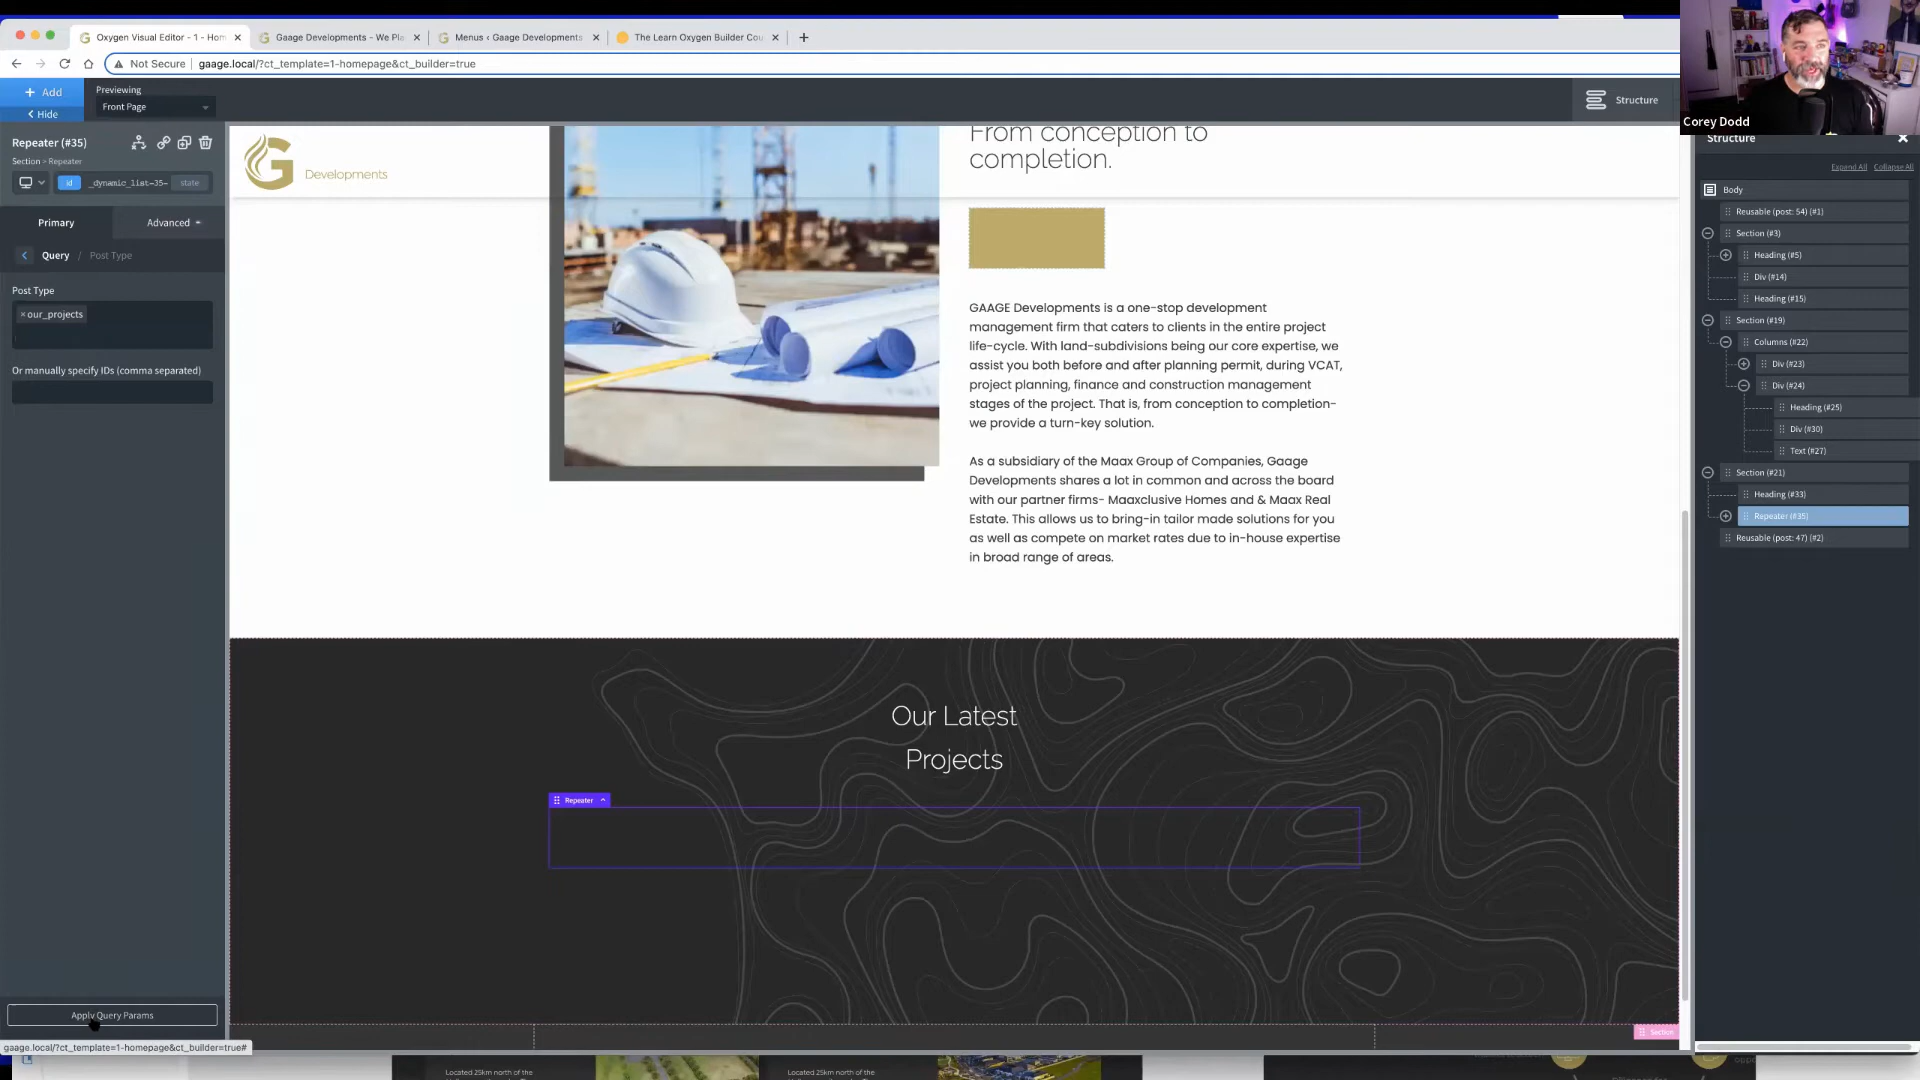 Oxygen Visual Editor - 1 - Hom
Gaage Developments - We Pla
Menus ‹ Gaage Developments
The Learn Oxygen Builder Cou
Not Secure
gaage.local/?ct_template=1-homepage&ct_builder=true
+ Add
‹ Hide
Previewing
Front Page
Structure
Corey Dodd
Repeater (#35)
Section › Repeater
id
_dynamic_list-35-
state
Primary
Advanced
Query / Post Type
Post Type
×our_projects
Or manually specify IDs (comma separated)
Apply Query Params
gaage.local/?ct_template=1-homepage&ct_builder=true#
G
Developments
From conception to
completion.
GAAGE Developments is a one-stop development
management firm that caters to clients in the entire project
life-cycle. With land-subdivisions being our core expertise, we
assist you both before and after planning permit, during VCAT,
project planning, finance and construction management
stages of the project. That is, from conception to completion-
we provide a turn-key solution.
As a subsidiary of the Maax Group of Companies, Gaage
Developments shares a lot in common and across the board
with our partner firms- Maaxclusive Homes and & Maax Real
Estate. This allows us to bring-in tailor made solutions for you
as well as compete on market rates due to in-house expertise
in broad range of areas.
Our Latest
Projects
Repeater
Section
Structure
Expand All
Collapse All
Body
Reusable (post: 54) (#1)
Section (#3)
Heading (#5)
Div (#14)
Heading (#15)
Section (#19)
Columns (#22)
Div (#23)
Div (#24)
Heading (#25)
Div (#30)
Text (#27)
Section (#21)
Heading (#33)
Repeater (#35)
Reusable (post: 47) (#2)
Located 25km north of the
Located 25km north of the